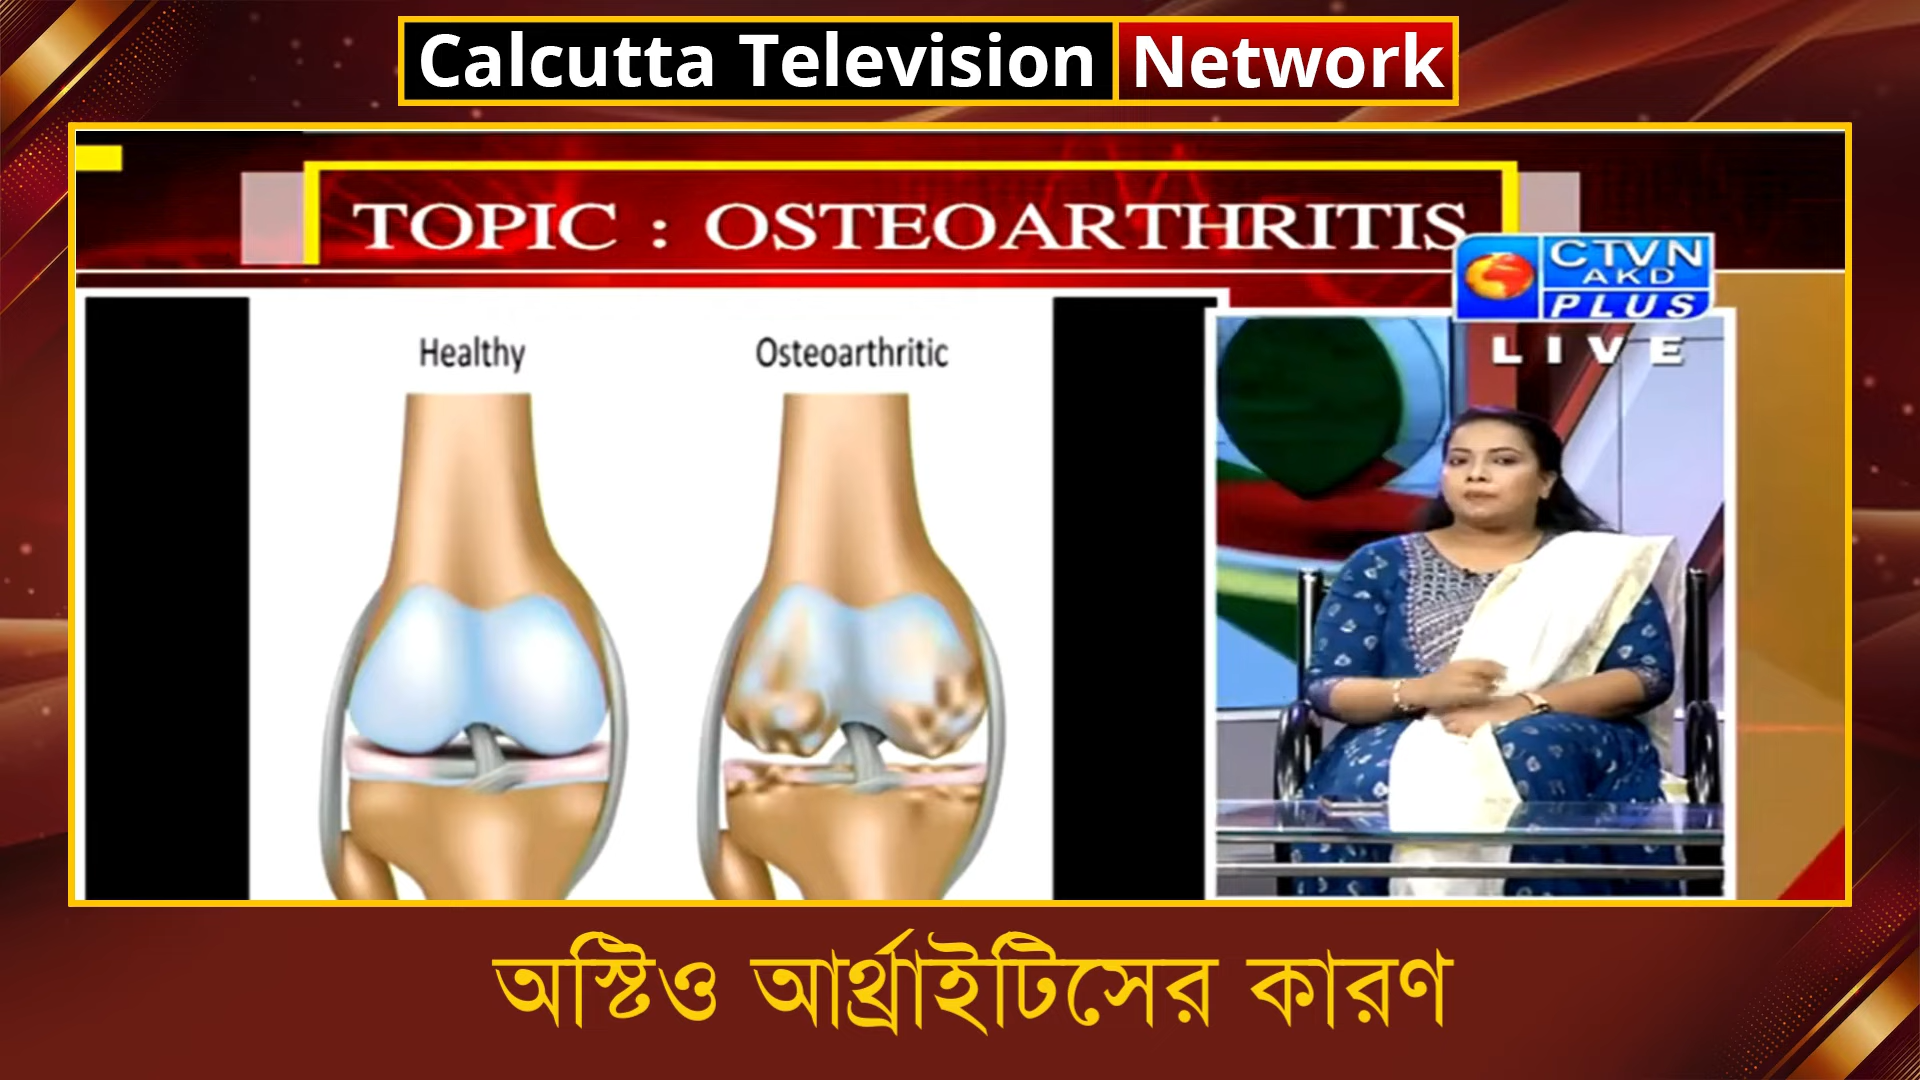 Calcutta Television Network
TOPIC : OSTEOARTHRITIS
CTVN
AKD
PLUS
LIVE
Healthy
Osteoarthritic
অস্টিও আর্থ্রাইটিসের কারণ